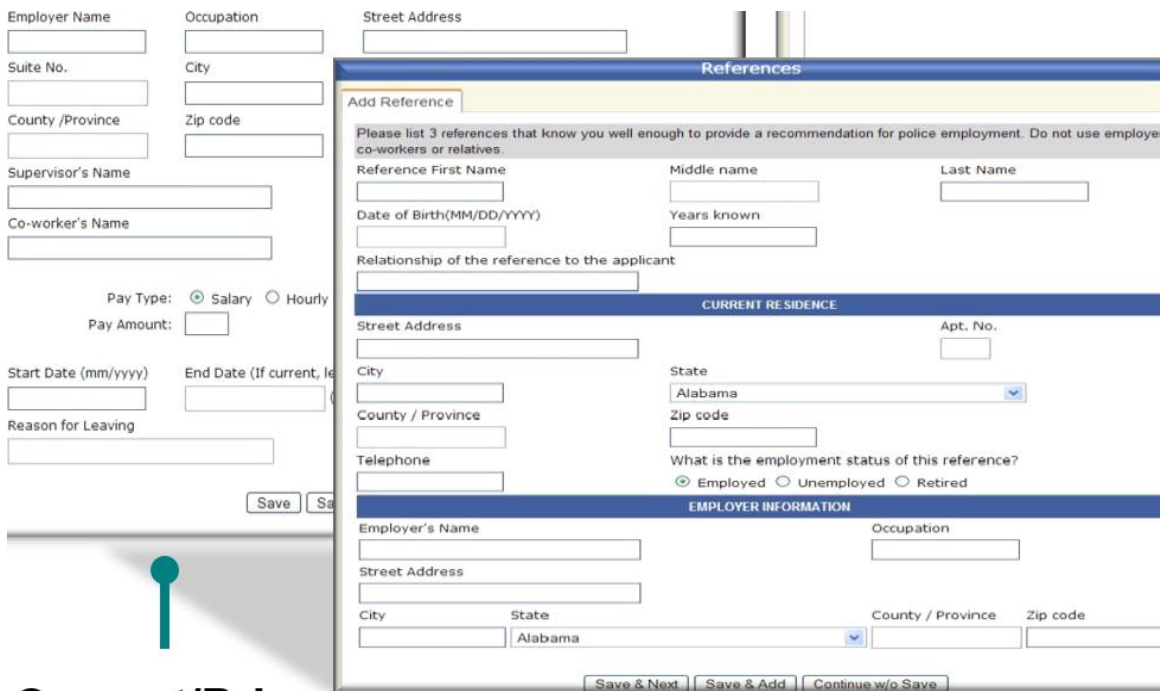 Employer Name Occupation Street Address
Suite No. City
County /Province Zip code
Supervisor's Name
Co-worker's Name
Pay Type: Salary Hourly
Pay Amount:
Start Date (mm/yyyy) End Date (If current, le
Reason for Leaving
Save Sa
References
Add Reference
Please list 3 references that know you well enough to provide a recommendation for police employment. Do not use employer
co-workers or relatives.
Reference First Name Middle name Last Name
Date of Birth(MM/DD/YYYY) Years known
Relationship of the reference to the applicant
CURRENT RESIDENCE
Street Address Apt. No.
City State
Alabama
County / Province Zip code
Telephone What is the employment status of this reference?
Employed Unemployed Retired
EMPLOYER INFORMATION
Employer's Name Occupation
Street Address
City State County / Province Zip code
Alabama
Save & Next Save & Add Continue w/o Save